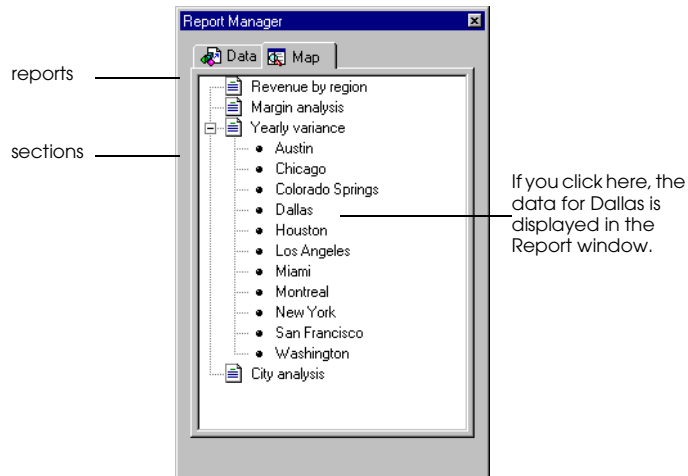 Report Manager
Data Map
reports
Revenue by region
Margin analysis
Yearly variance
sections
Austin
Chicago
Colorado Springs
Dallas
Houston
Los Angeles
Miami
Montreal
New York
San Francisco
Washington
City analysis
If you click here, the
data for Dallas is
displayed in the
Report window.